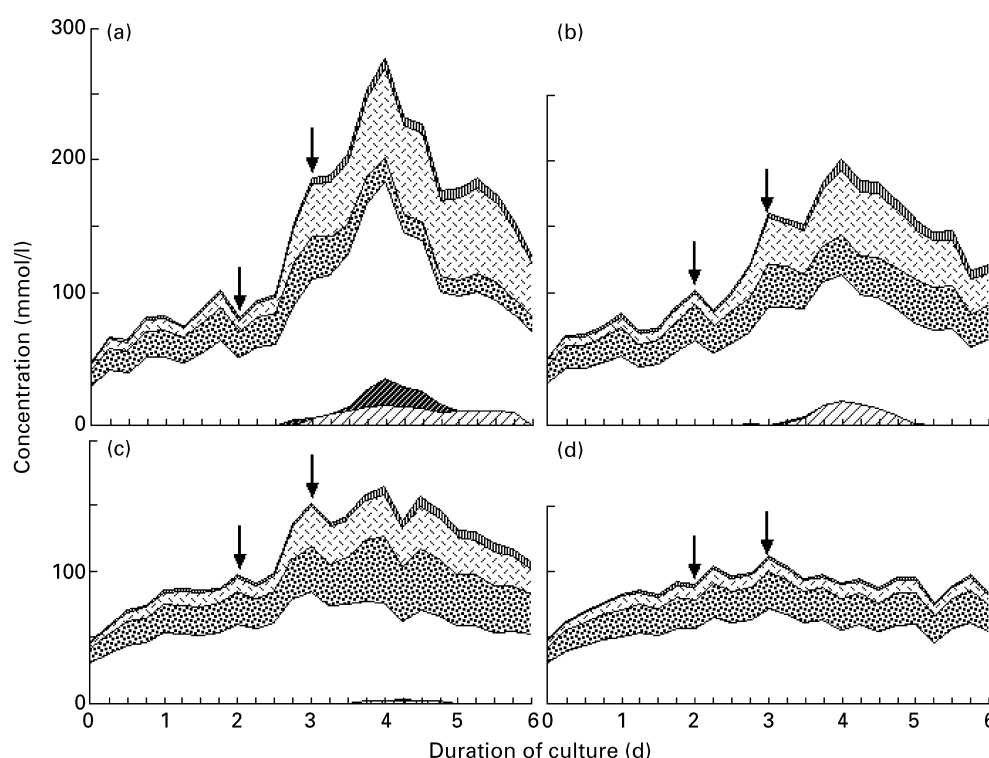 300
(a)
(b)
200
100
0
Concentration (mmol/l)
(c)
(d)
100
0
0 1 2 3 4 5 6 0 1 2 3 4 5 6
Duration of culture (d)